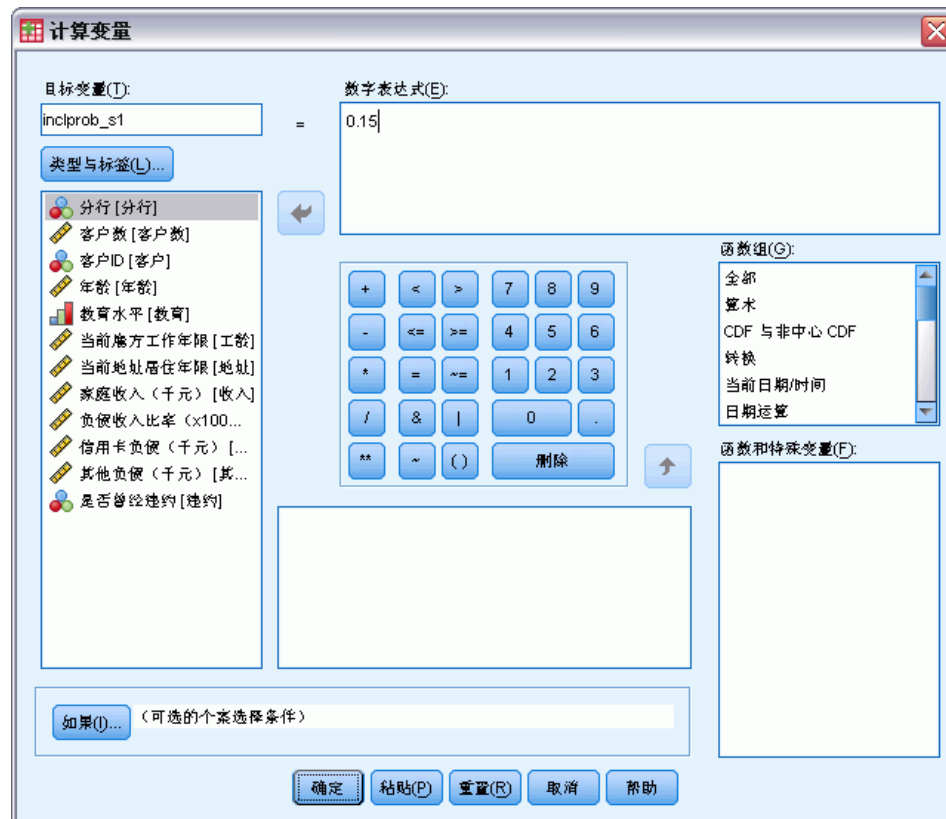 计算变量
目标变量(T):
inclprob_s1
=
类型与标签(L)...
数字表达式(E):
0.15
分行 [分行]
客户数 [客户数]
客户ID [客户]
年龄 [年龄]
教育水平 [教育]
当前雇方工作年限 [工龄]
当前地址居住年限 [地址]
家庭收入（千元）[收入]
负债收入比率（x100...
信用卡负债（千元）[...
其他负债（千元）[其...
是否曾经违约 [违约]
+ < > 7 8 9
- <= >= 4 5 6
* = ~= 1 2 3
/ & | 0 .
** ~ ( ) 删除
函数组(G):
全部
算术
CDF 与非中心 CDF
转换
当前日期/时间
日期运算
函数和特殊变量(F):
如果(I)...
（可选的个案选择条件）
确定 粘贴(P) 重置(R) 取消 帮助